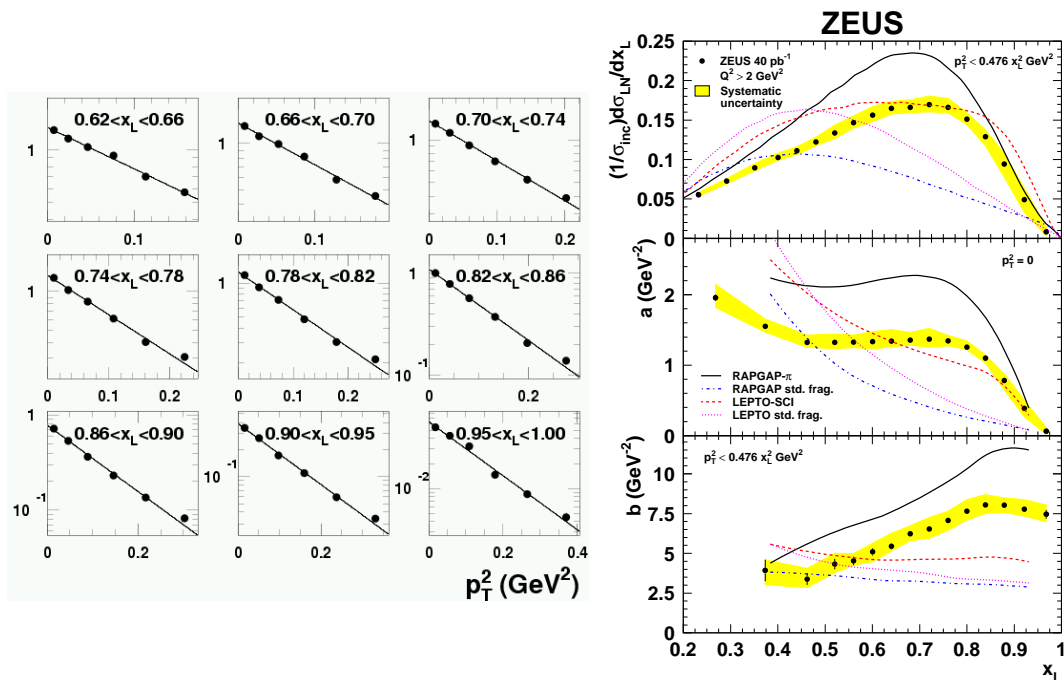 0.62<x_L<0.66
1
0 0.1
0.66<x_L<0.70
1
0 0.1
0.70<x_L<0.74
1
0 0.1 0.2
0.74<x_L<0.78
1
0 0.1 0.2
0.78<x_L<0.82
1
0 0.2
0.82<x_L<0.86
1
10^-1
0 0.2
0.86<x_L<0.90
1
10^-1
0 0.2
0.90<x_L<0.95
10^-1
0 0.2
0.95<x_L<1.00
10^-2
0 0.1 0.2 0.3 0.4
p_T^2 (GeV^2)
ZEUS
(1/σ_inc)dσ_LN/dx_L
0.25
0.2
0.15
0.1
0.05
0
ZEUS 40 pb^-1
Q^2 > 2 GeV^2
Systematic
uncertainty
p_T^2 < 0.476 x_L^2 GeV^2
a (GeV^-2)
2
1
0
p_T^2 = 0
RAPGAP-π
RAPGAP std. frag.
LEPTO-SCI
LEPTO std. frag.
b (GeV^-2)
10
7.5
5
2.5
0
p_T^2 < 0.476 x_L^2 GeV^2
0.2 0.3 0.4 0.5 0.6 0.7 0.8 0.9 1
x_L